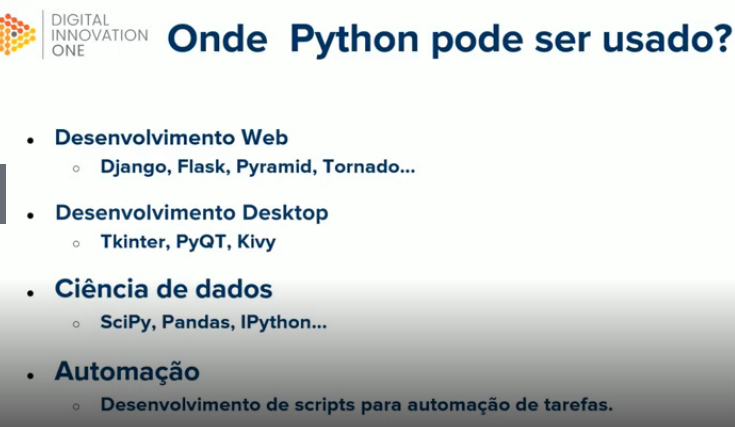 DIGITAL
INNOVATION
ONE
Onde Python pode ser usado?
• Desenvolvimento Web
○ Django, Flask, Pyramid, Tornado...
• Desenvolvimento Desktop
○ Tkinter, PyQT, Kivy
• Ciência de dados
○ SciPy, Pandas, IPython...
• Automação
○ Desenvolvimento de scripts para automação de tarefas.